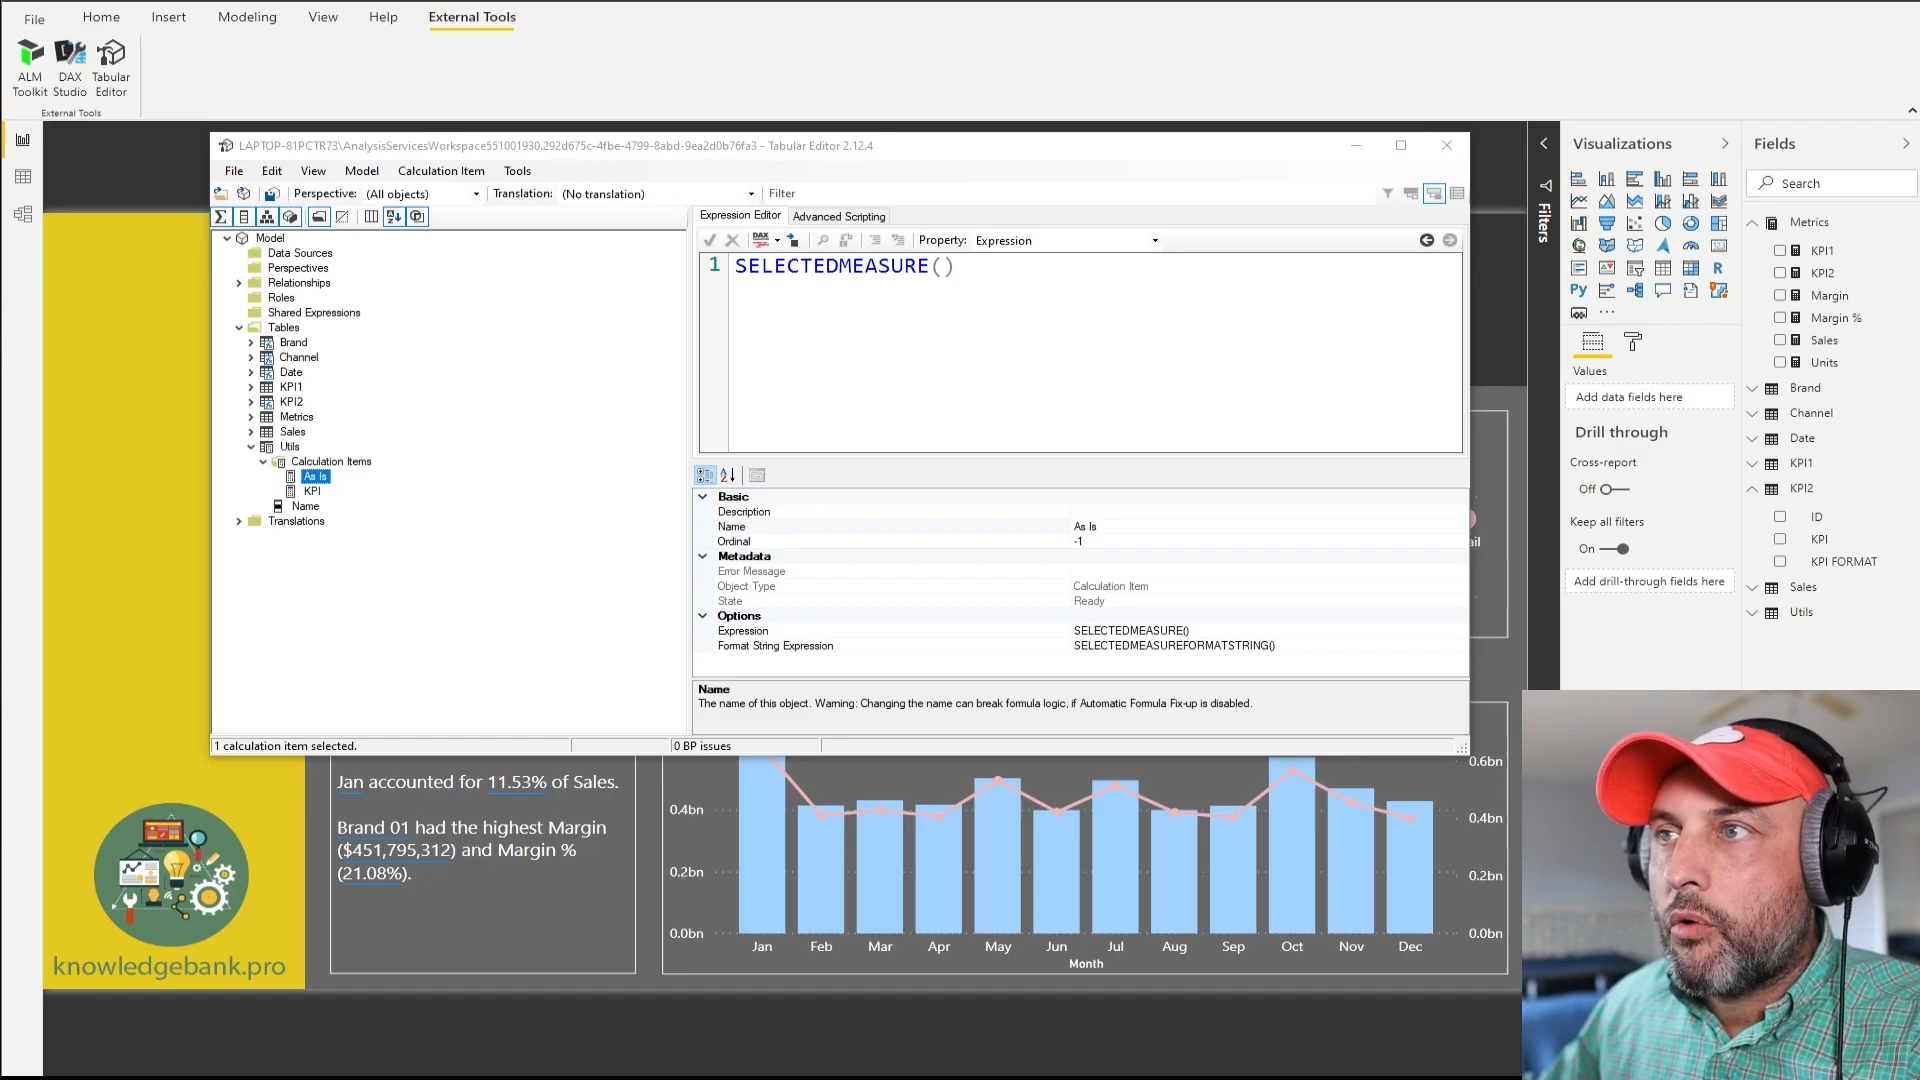 File
Home
Insert
Modeling
View
Help
External Tools
ALM
Toolkit
DAX
Studio
Tabular
Editor
External Tools
LAPTOP-81PCTR73\AnalysisServicesWorkspace551001930.292d675c-4fbe-4799-8abd-9ea2d0b76fa3 - Tabular Editor 2.12.4
File
Edit
View
Model
Calculation Item
Tools
Perspective: (All objects)
Translation: (No translation)
Filter
Model
Data Sources
Perspectives
Relationships
Roles
Shared Expressions
Tables
Brand
Channel
Date
KPI1
KPI2
Metrics
Sales
Utils
Calculation Items
As Is
KPI
Name
Translations
1 calculation item selected.
0 BP issues
Expression Editor
Advanced Scripting
DAX
Property: Expression
1 SELECTEDMEASURE()
Basic
Description
Name As Is
Ordinal -1
Metadata
Error Message
Object Type Calculation Item
State Ready
Options
Expression SELECTEDMEASURE()
Format String Expression SELECTEDMEASUREFORMATSTRING()
Name
The name of this object. Warning: Changing the name can break formula logic, if Automatic Formula Fix-up is disabled.
ail
Jan accounted for 11.53% of Sales.
Brand 01 had the highest Margin
($451,795,312) and Margin %
(21.08%).
knowledgebank.pro
0.4bn
0.2bn
0.0bn
0.6bn
0.4bn
0.2bn
0.0bn
Jan Feb Mar Apr May Jun Jul Aug Sep Oct Nov Dec
Month
Filters
Visualizations
R
Py
Values
Add data fields here
Drill through
Cross-report
Off
Keep all filters
On
Add drill-through fields here
Fields
Search
Metrics
KPI1
KPI2
Margin
Margin %
Sales
Units
Brand
Channel
Date
KPI1
KPI2
ID
KPI
KPI FORMAT
Sales
Utils